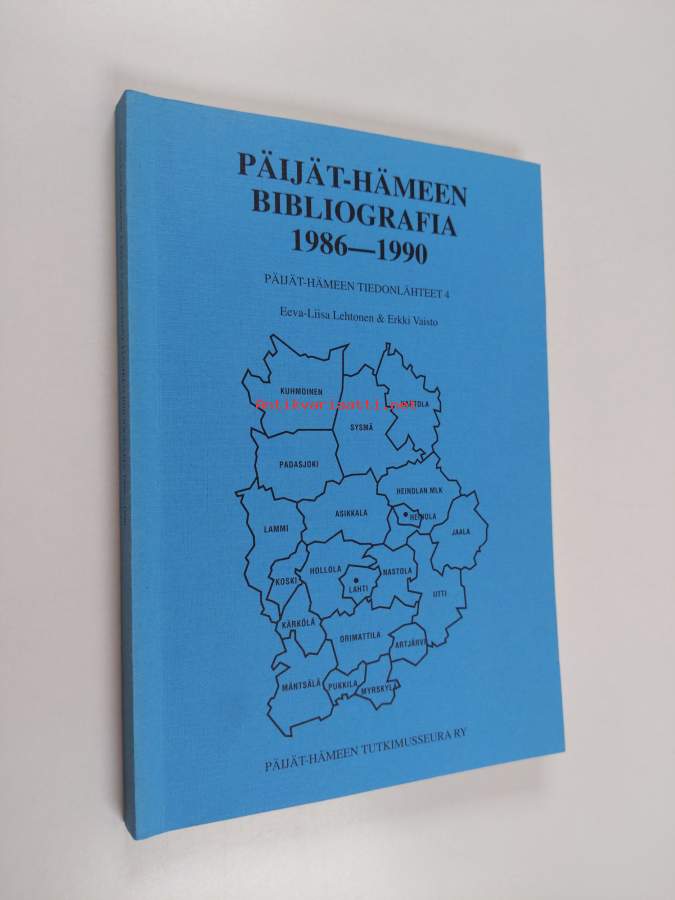 PÄIJÄT-HÄMEEN
BIBLIOGRAFIA
1986—1990
PÄIJÄT-HÄMEEN TIEDONLÄHTEET 4
Eeva-Liisa Lehtonen & Erkki Vaisto
KUHMOINEN
Antikvariaatti.net
SYSMÄ
PADASJOKI
HEINOLAN MLK
ASIKKALA
HEINOLA
LAMMI
JAALA
HOLLOLA
NASTOLA
KOSKI
LAHTI
IITTI
KÄRKÖLÄ
ORIMATTILA
ARTJÄRVI
MÄNTSÄLÄ
PUKKILA
MYRSKYLÄ
PÄIJÄT-HÄMEEN TUTKIMUSSEURA RY